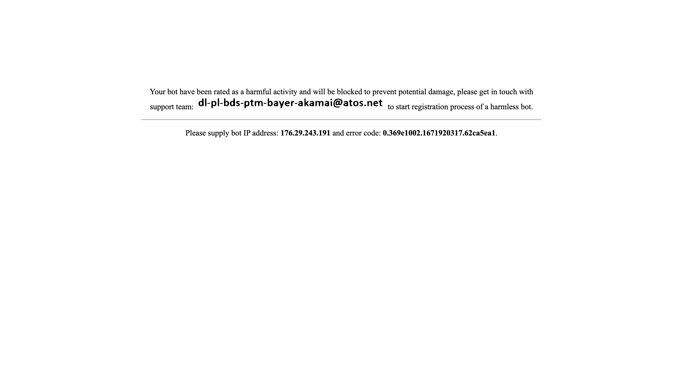 Your bot have been rated as a harmful activity and will be blocked to prevent potential damage, please get in touch with
support team: dl-pl-bds-ptm-bayer-akamai@atos.net to start registration process of a harmless bot.
Please supply bot IP address: 176.29.243.191 and error code: 0.369e1002.1671920317.62ca5ea1.